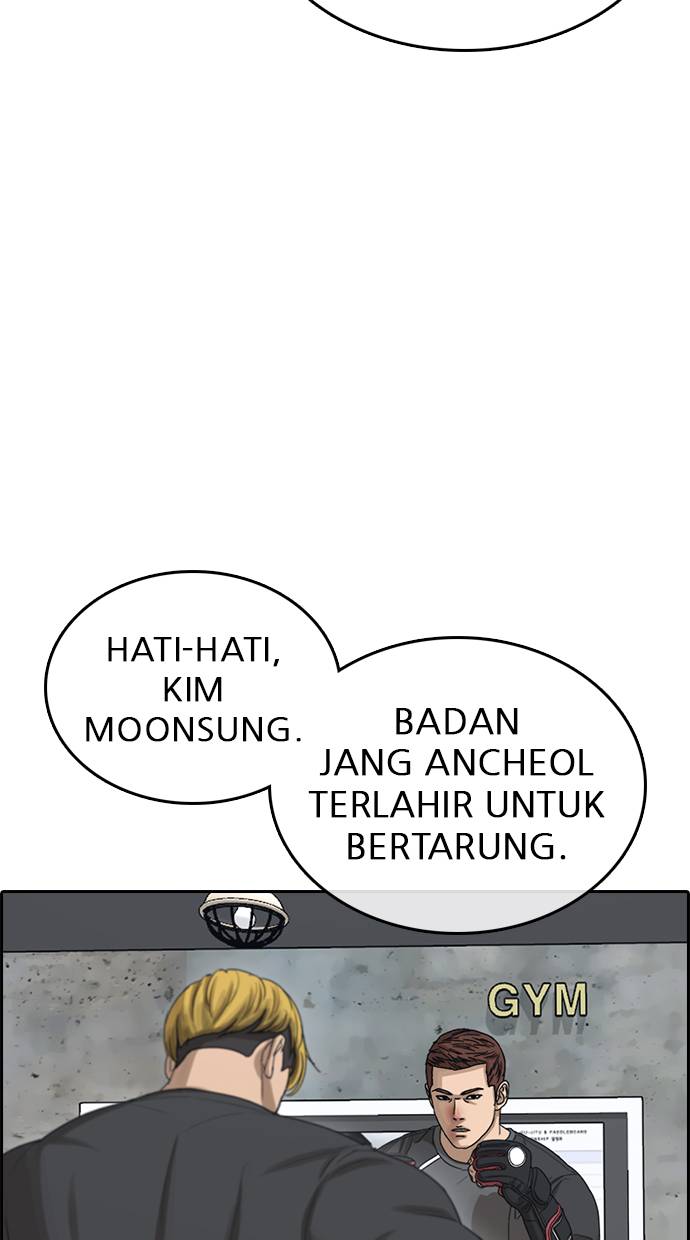 HATI-HATI,
KIM
MOONSUNG.
BADAN
JANG ANCHEOL
TERLAHIR UNTUK
BERTARUNG.
GYM